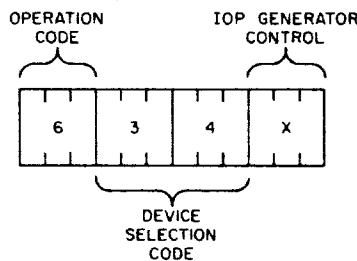 OPERATION CODE
IOP GENERATOR CONTROL
6 3 4 X
DEVICE SELECTION CODE